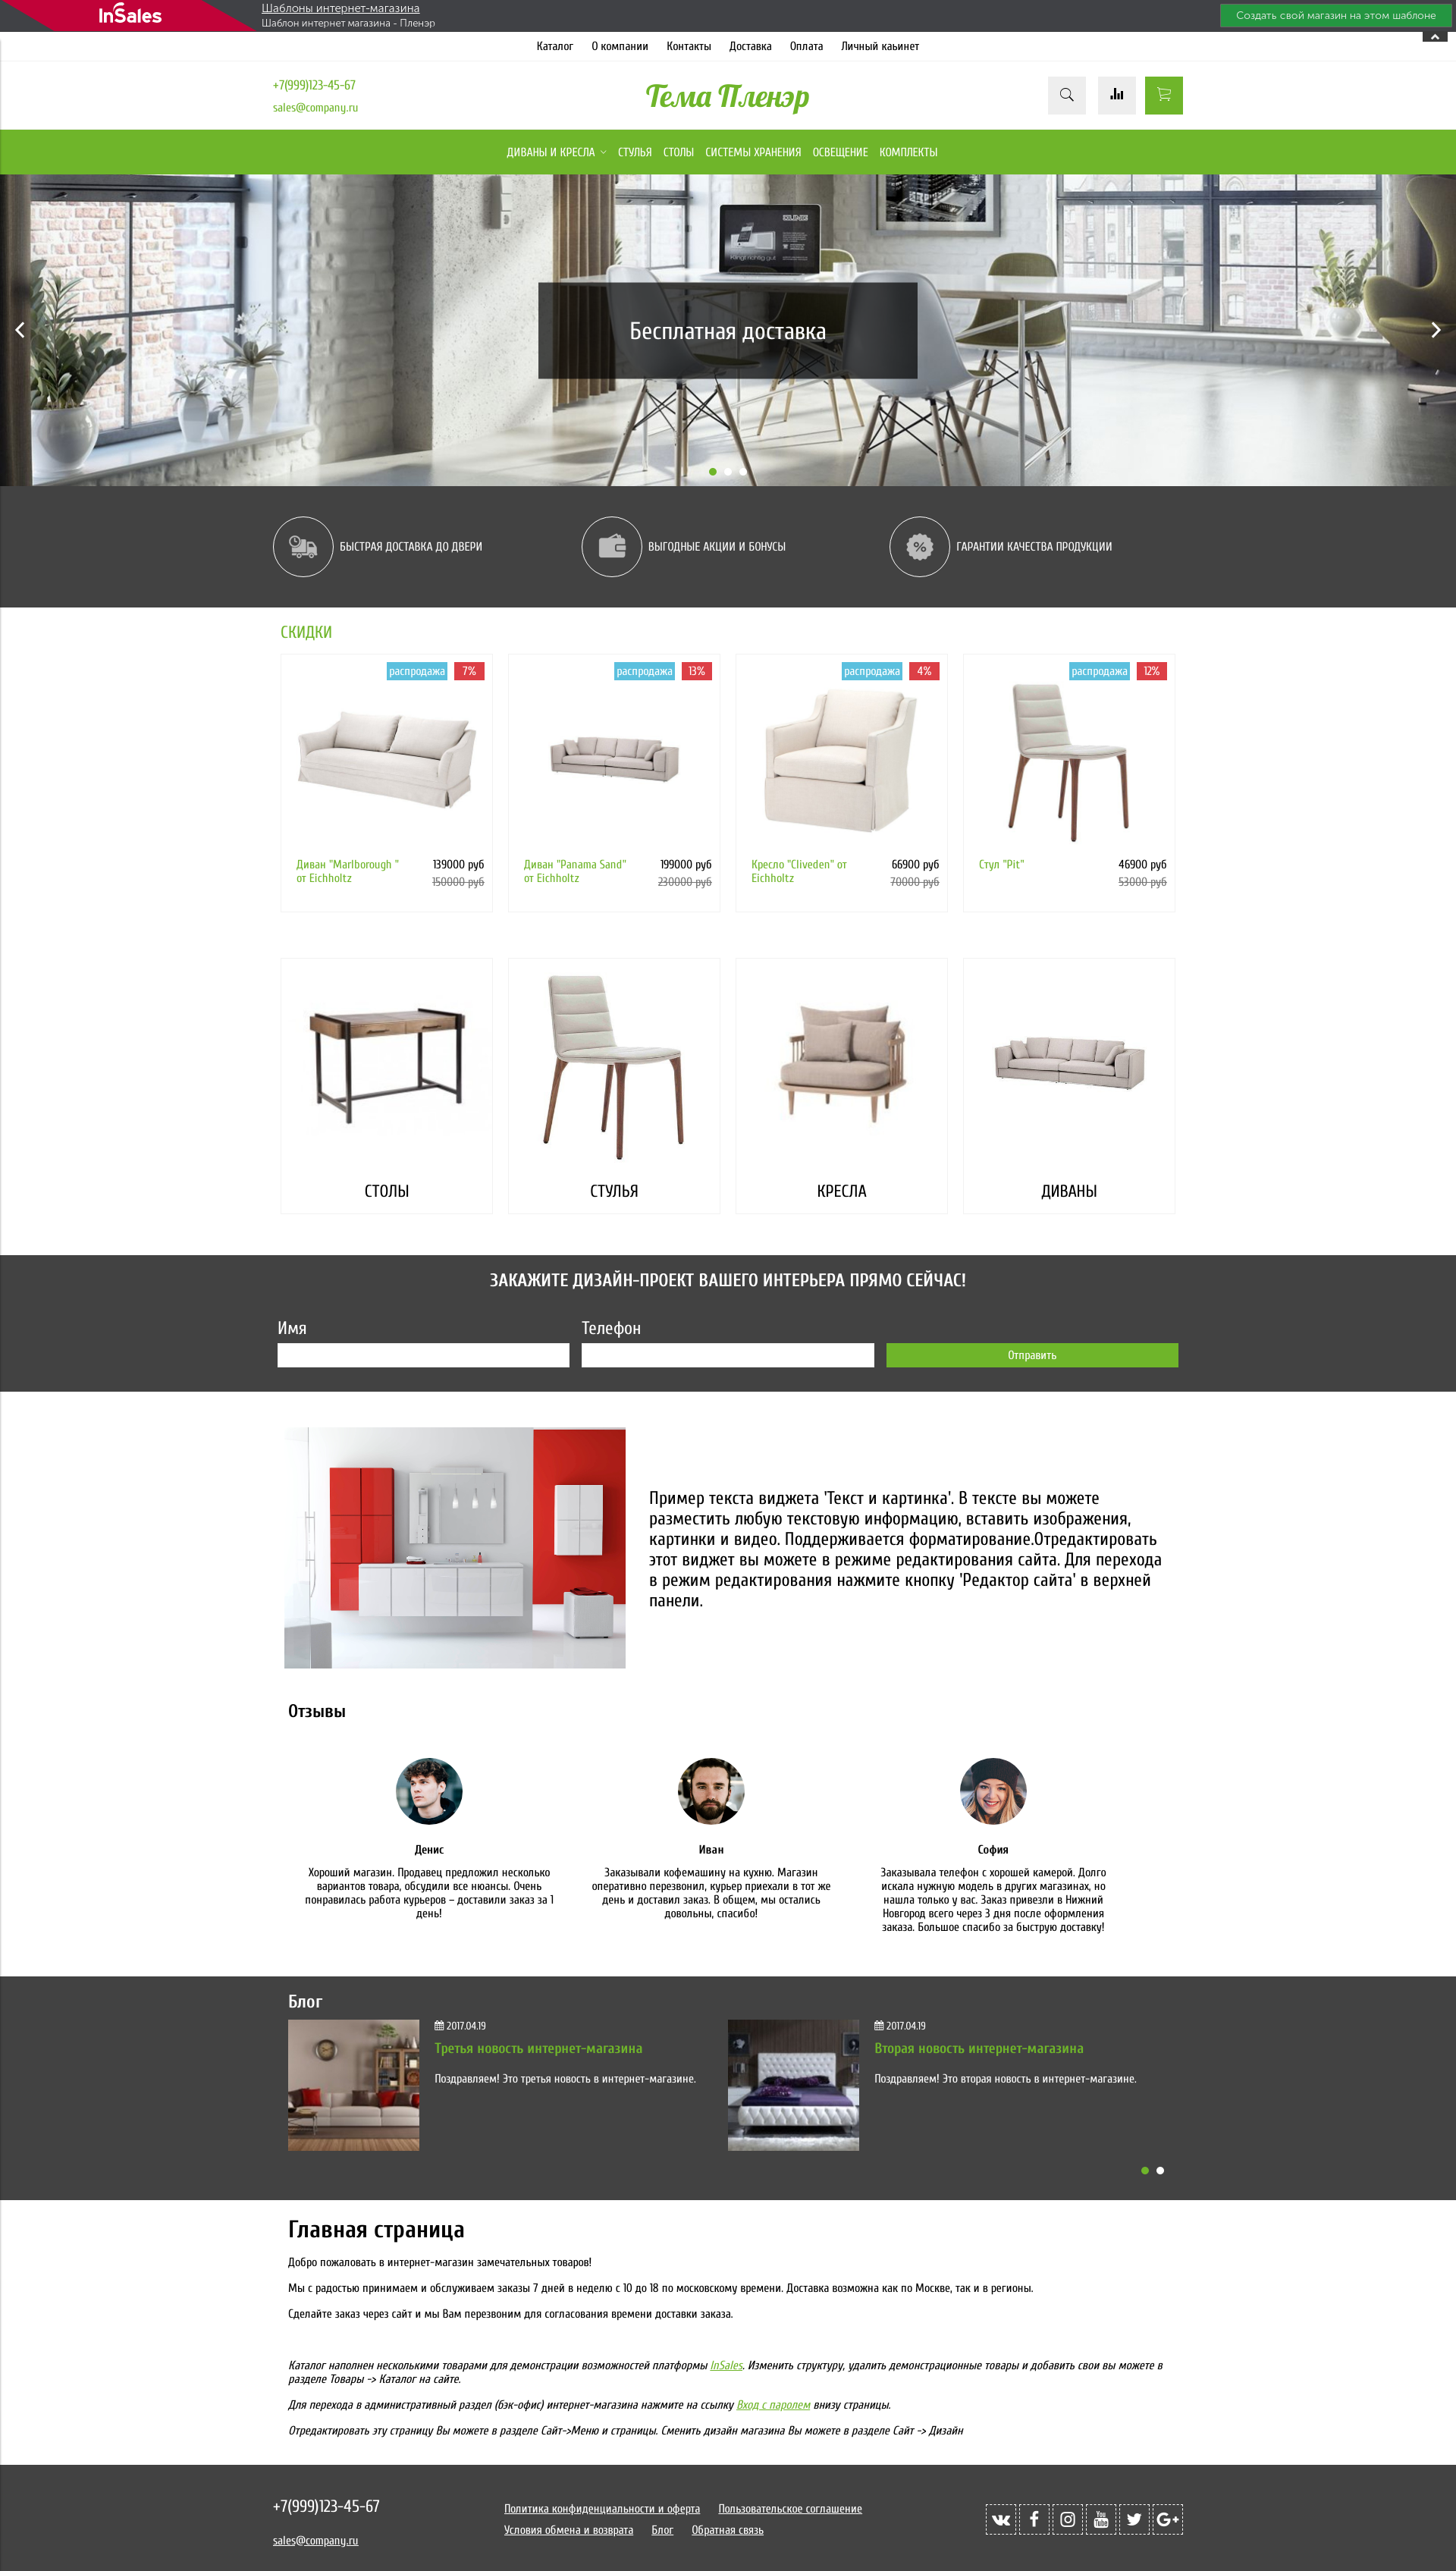 InSales
Шаблоны интернет-магазина
Шаблон интернет магазина - Пленэр
Создать свой магазин на этом шаблоне
Каталог О компании Контакты Доставка Оплата Личный каьинет
+7(999)123-45-67
sales@company.ru
Тема Пленэр
ДИВАНЫ И КРЕСЛА СТУЛЬЯ СТОЛЫ СИСТЕМЫ ХРАНЕНИЯ ОСВЕЩЕНИЕ КОМПЛЕКТЫ
Бесплатная доставка
БЫСТРАЯ ДОСТАВКА ДО ДВЕРИ
ВЫГОДНЫЕ АКЦИИ И БОНУСЫ
ГАРАНТИИ КАЧЕСТВА ПРОДУКЦИИ
СКИДКИ
распродажа 7%
распродажа 13%
распродажа 4%
распродажа 12%
Диван "Marlborough "
от Eichholtz
139000 руб
150000 руб
Диван "Panama Sand"
от Eichholtz
199000 руб
230000 руб
Кресло "Cliveden" от
Eichholtz
66900 руб
70000 руб
Стул "Pit"
46900 руб
53000 руб
СТОЛЫ
СТУЛЬЯ
КРЕСЛА
ДИВАНЫ
ЗАКАЖИТЕ ДИЗАЙН-ПРОЕКТ ВАШЕГО ИНТЕРЬЕРА ПРЯМО СЕЙЧАС!
Имя
Телефон
Отправить
Пример текста виджета 'Текст и картинка'. В тексте вы можете
разместить любую текстовую информацию, вставить изображения,
картинки и видео. Поддерживается форматирование.Отредактировать
этот виджет вы можете в режиме редактирования сайта. Для перехода
в режим редактирования нажмите кнопку 'Редактор сайта' в верхней
панели.
Отзывы
Денис
Хороший магазин. Продавец предложил несколько
вариантов товара, обсудили все нюансы. Очень
понравилась работа курьеров – доставили заказ за 1
день!
Иван
Заказывали кофемашину на кухню. Магазин
оперативно перезвонил, курьер приехали в тот же
день и доставил заказ. В общем, мы остались
довольны, спасибо!
София
Заказывала телефон с хорошей камерой. Долго
искала нужную модель в других магазинах, но
нашла только у вас. Заказ привезли в Нижний
Новгород всего через 3 дня после оформления
заказа. Большое спасибо за быструю доставку!
Блог
2017.04.19
Третья новость интернет-магазина
Поздравляем! Это третья новость в интернет-магазине.
2017.04.19
Вторая новость интернет-магазина
Поздравляем! Это вторая новость в интернет-магазине.
Главная страница
Добро пожаловать в интернет-магазин замечательных товаров!
Мы с радостью принимаем и обслуживаем заказы 7 дней в неделю с 10 до 18 по московскому времени. Доставка возможна как по Москве, так и в регионы.
Сделайте заказ через сайт и мы Вам перезвоним для согласования времени доставки заказа.
Каталог наполнен несколькими товарами для демонстрации возможностей платформы InSales. Изменить структуру, удалить демонстрационные товары и добавить свои вы можете в
разделе Товары -> Каталог на сайте.
Для перехода в административный раздел (бэк-офис) интернет-магазина нажмите на ссылку Вход с паролем внизу страницы.
Отредактировать эту страницу Вы можете в разделе Сайт->Меню и страницы. Сменить дизайн магазина Вы можете в разделе Сайт -> Дизайн
+7(999)123-45-67
sales@company.ru
Политика конфиденциальности и оферта Пользовательское соглашение
Условия обмена и возврата Блог Обратная связь